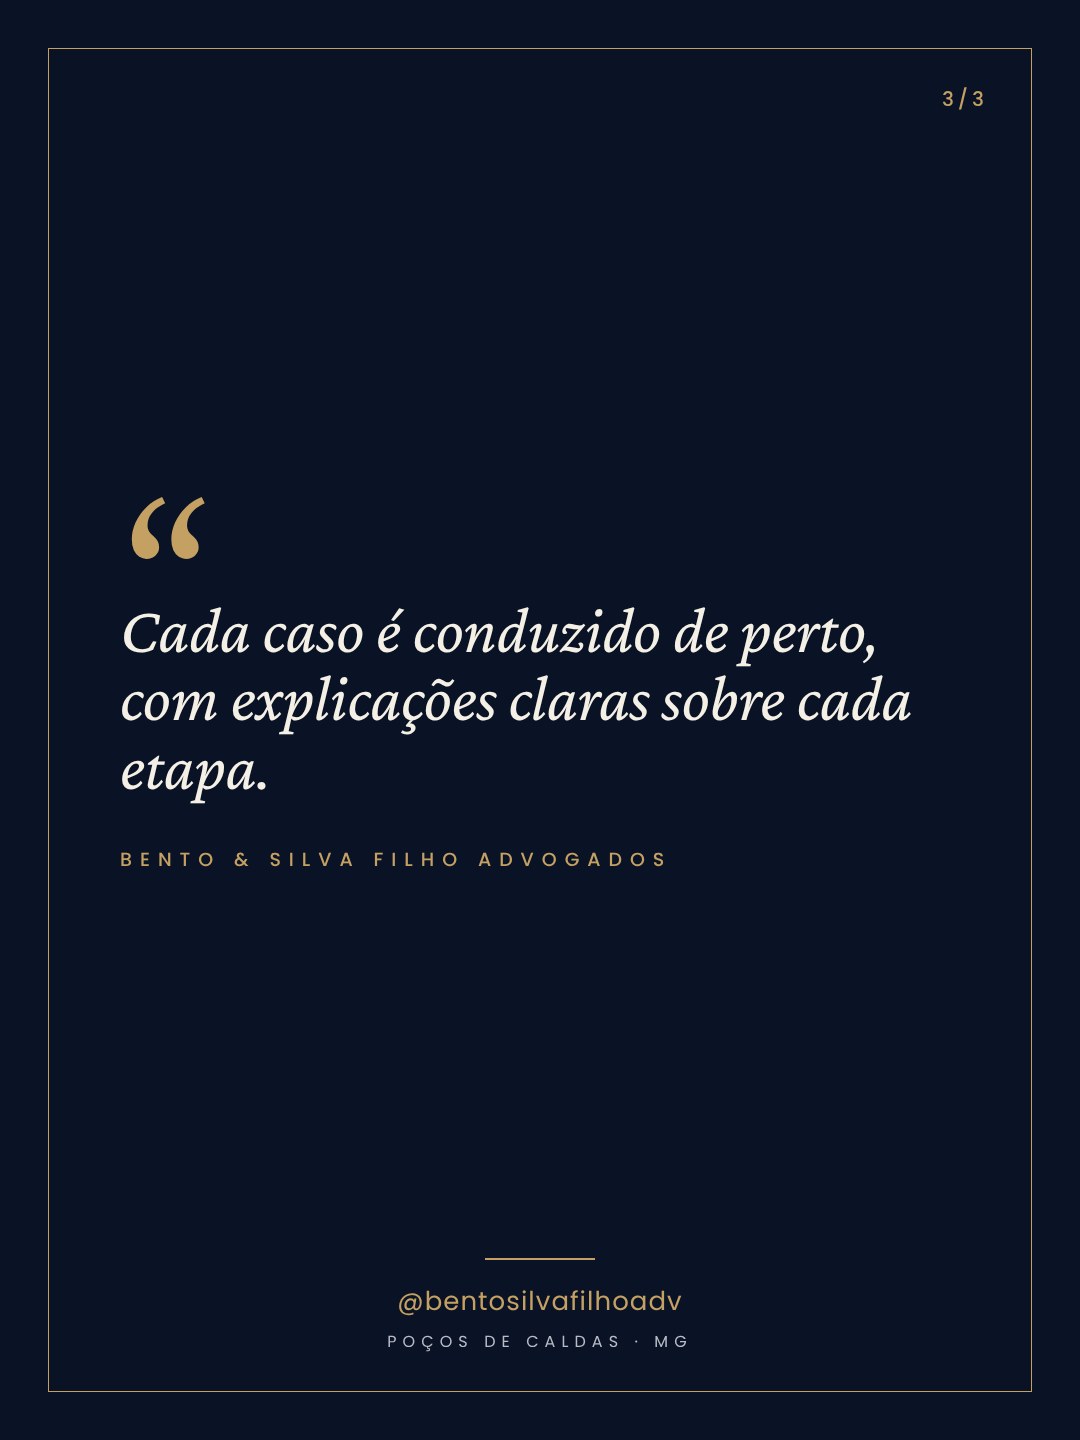 3/3
“
Cada caso é conduzido de perto,
com explicações claras sobre cada
etapa.
BENTO & SILVA FILHO ADVOGADOS
@bentosilvafilhoadv
POÇOS DE CALDAS · MG